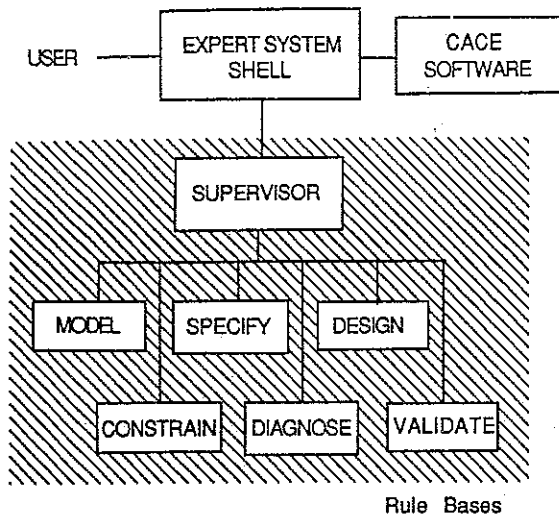 USER
EXPERT SYSTEM
SHELL
CACE
SOFTWARE
SUPERVISOR
MODEL
SPECIFY
DESIGN
CONSTRAIN
DIAGNOSE
VALIDATE
Rule Bases